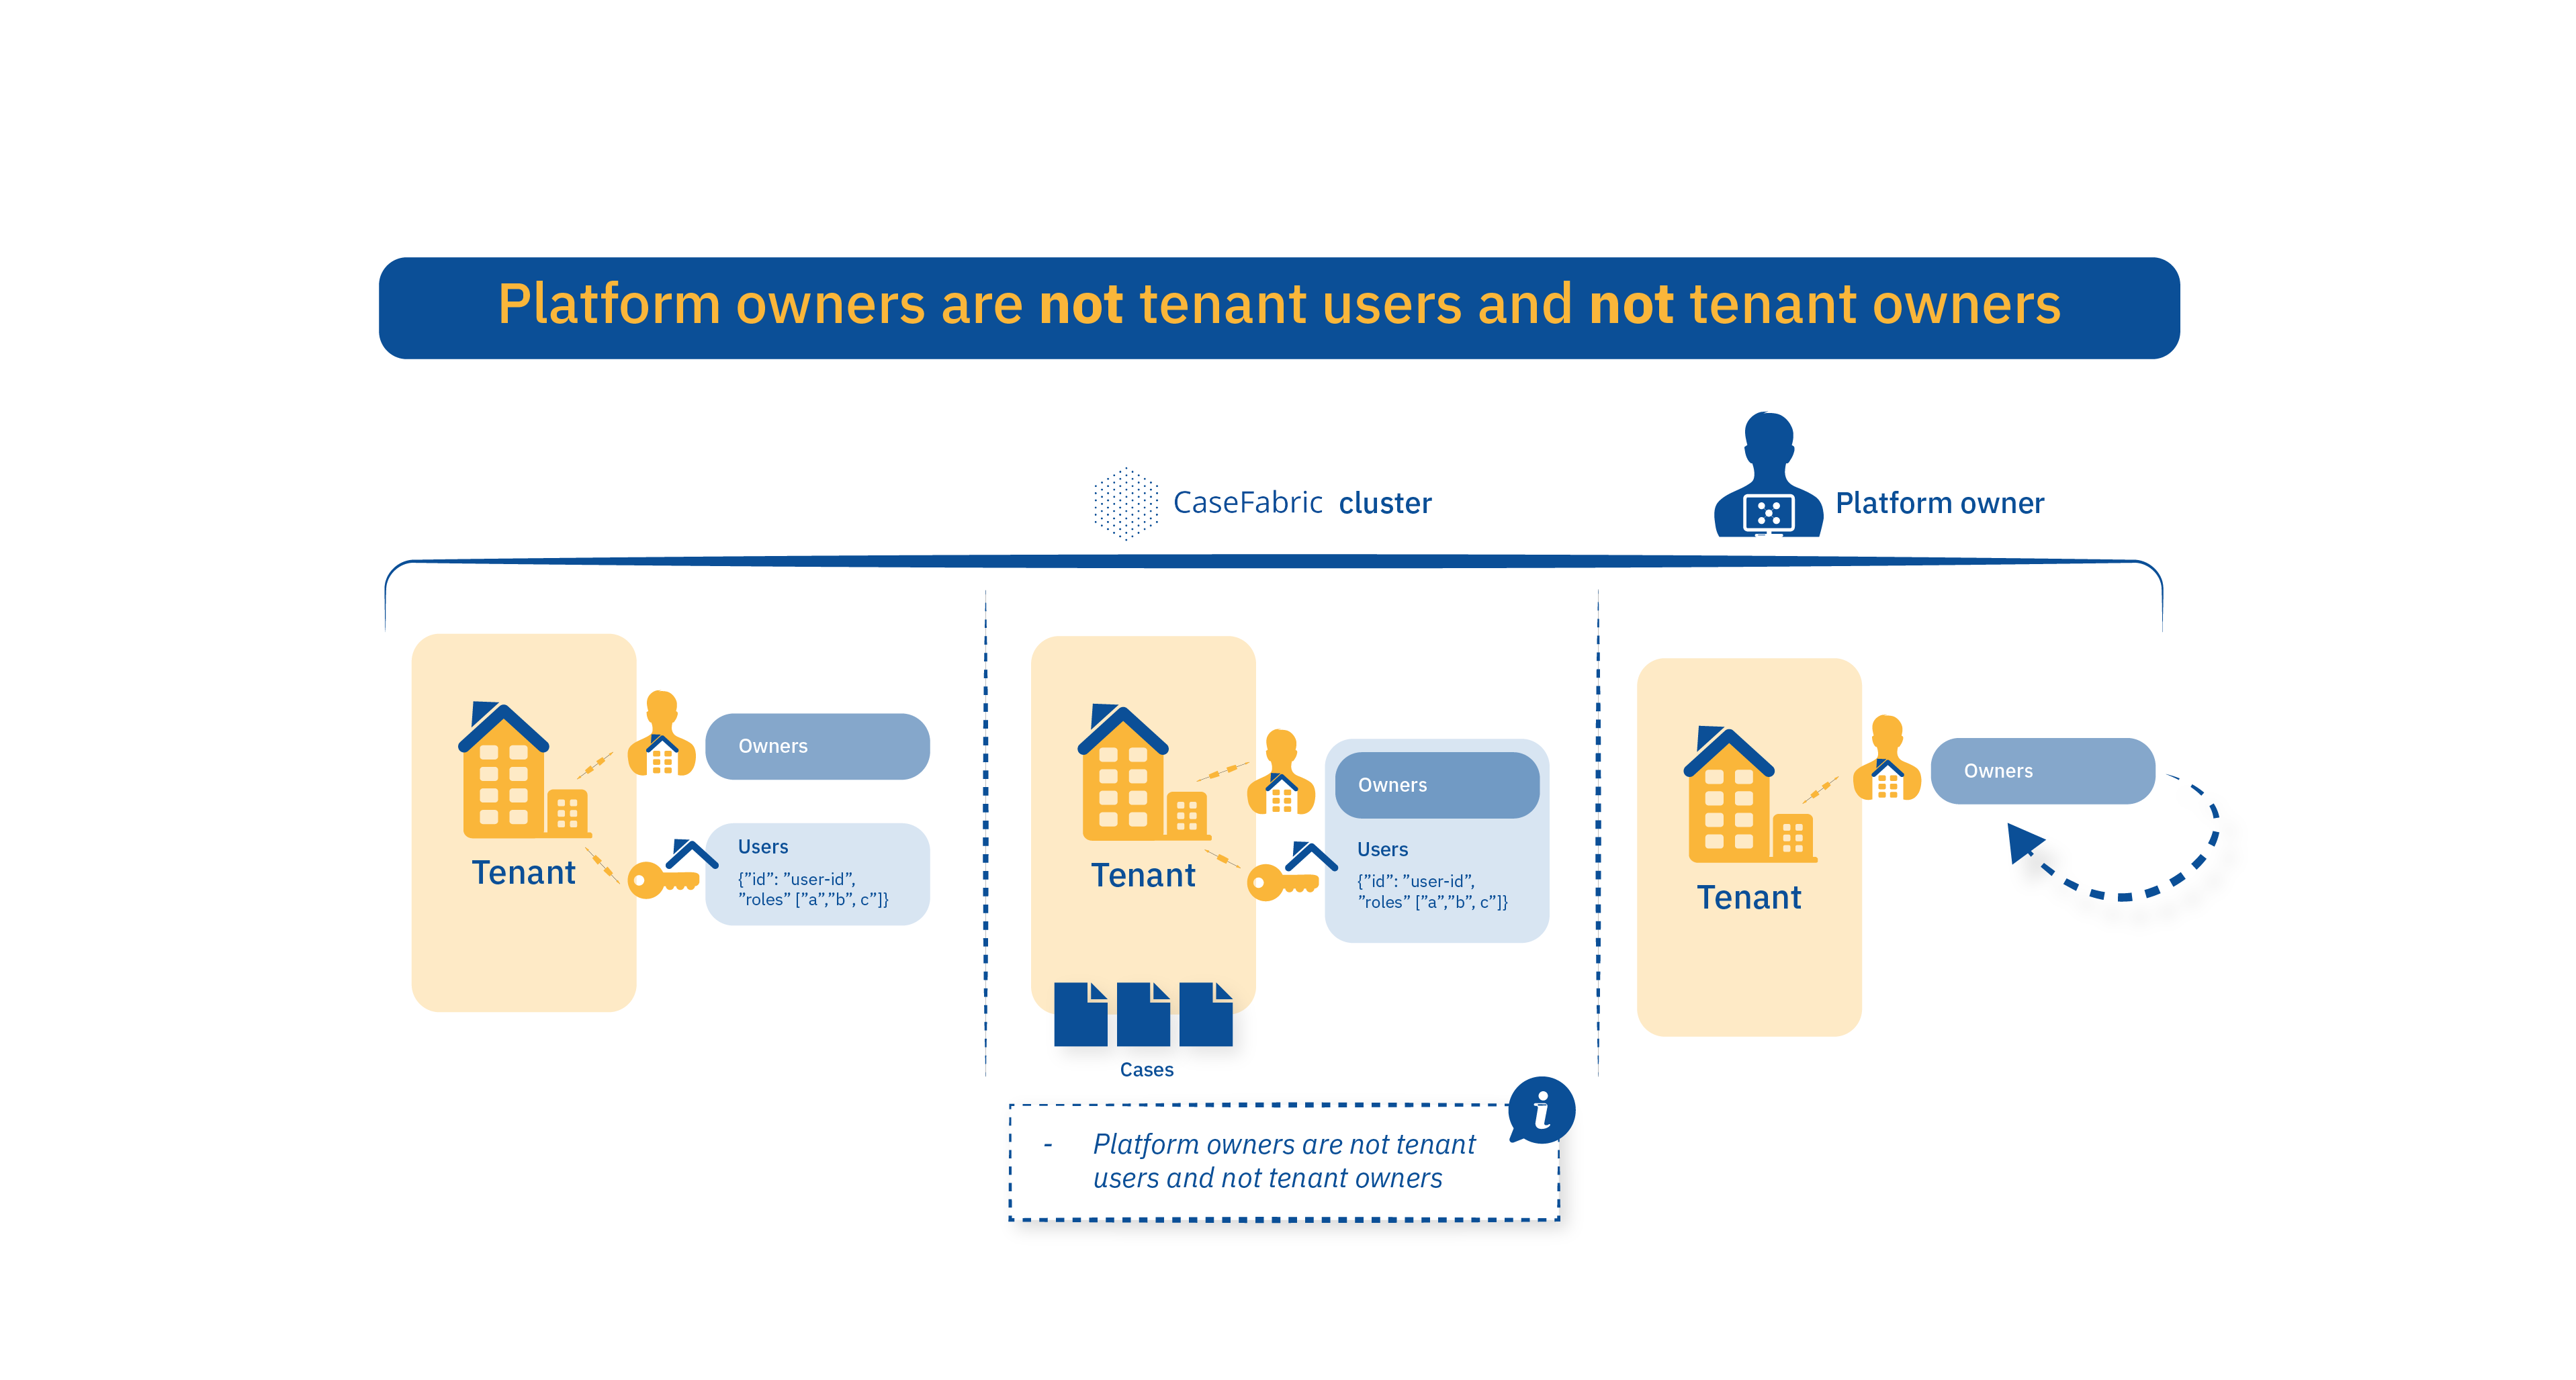 Platform owners are not tenant users and not tenant owners
CaseFabric cluster
Platform owner
Tenant
Owners
Users
{”id”: ”user-id”,
”roles” [”a”,”b”, c”]}
Tenant
Owners
Users
{”id”: ”user-id”,
”roles” [”a”,”b”, c”]}
Cases
Tenant
Owners
i
- Platform owners are not tenant
users and not tenant owners